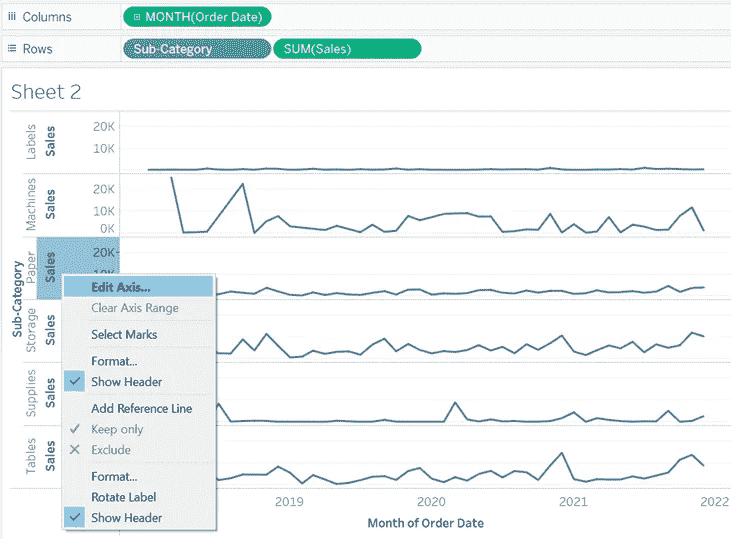 Columns
MONTH(Order Date)
Rows
Sub-Category
SUM(Sales)
Sheet 2
Sub-Category
Labels
Sales
20K
10K
Machines
Sales
20K
10K
0K
Paper
Sales
20K
10K
Storage
Sales
Supplies
Sales
Tables
Sales
Edit Axis...
Clear Axis Range
Select Marks
Format...
Show Header
Add Reference Line
Keep only
Exclude
Format...
Rotate Label
Show Header
2019
2020
2021
2022
Month of Order Date